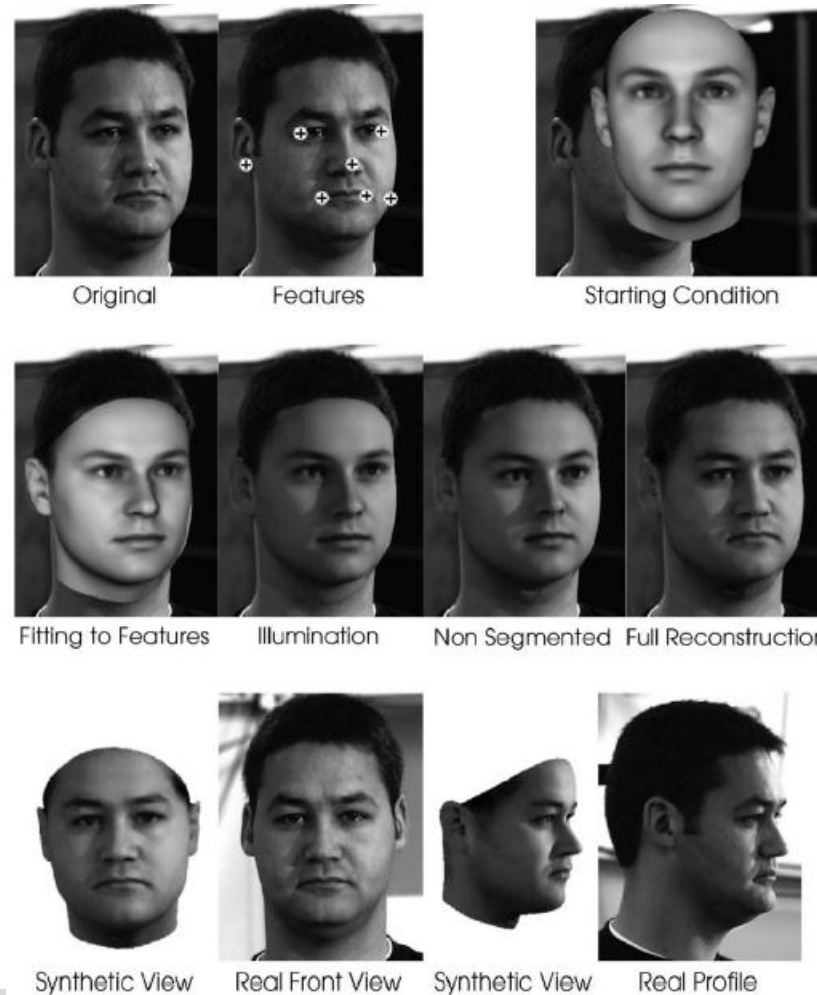 Original Features Starting Condition
Fitting to Features Illumination Non Segmented Full Reconstruction
Synthetic View Real Front View Synthetic View Real Profile